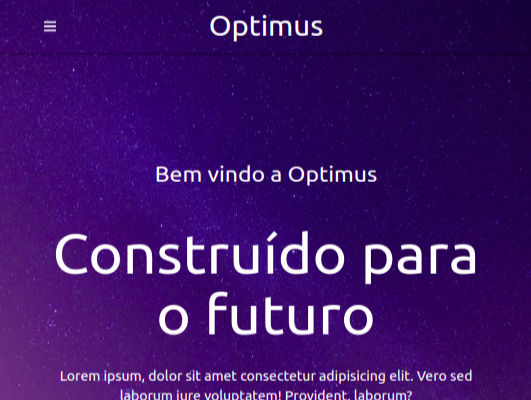 Optimus
Bem vindo a Optimus
Construído para
o futuro
Lorem ipsum, dolor sit amet consectetur adipisicing elit. Vero sed
laborum iure voluptatem! Provident, laborum?